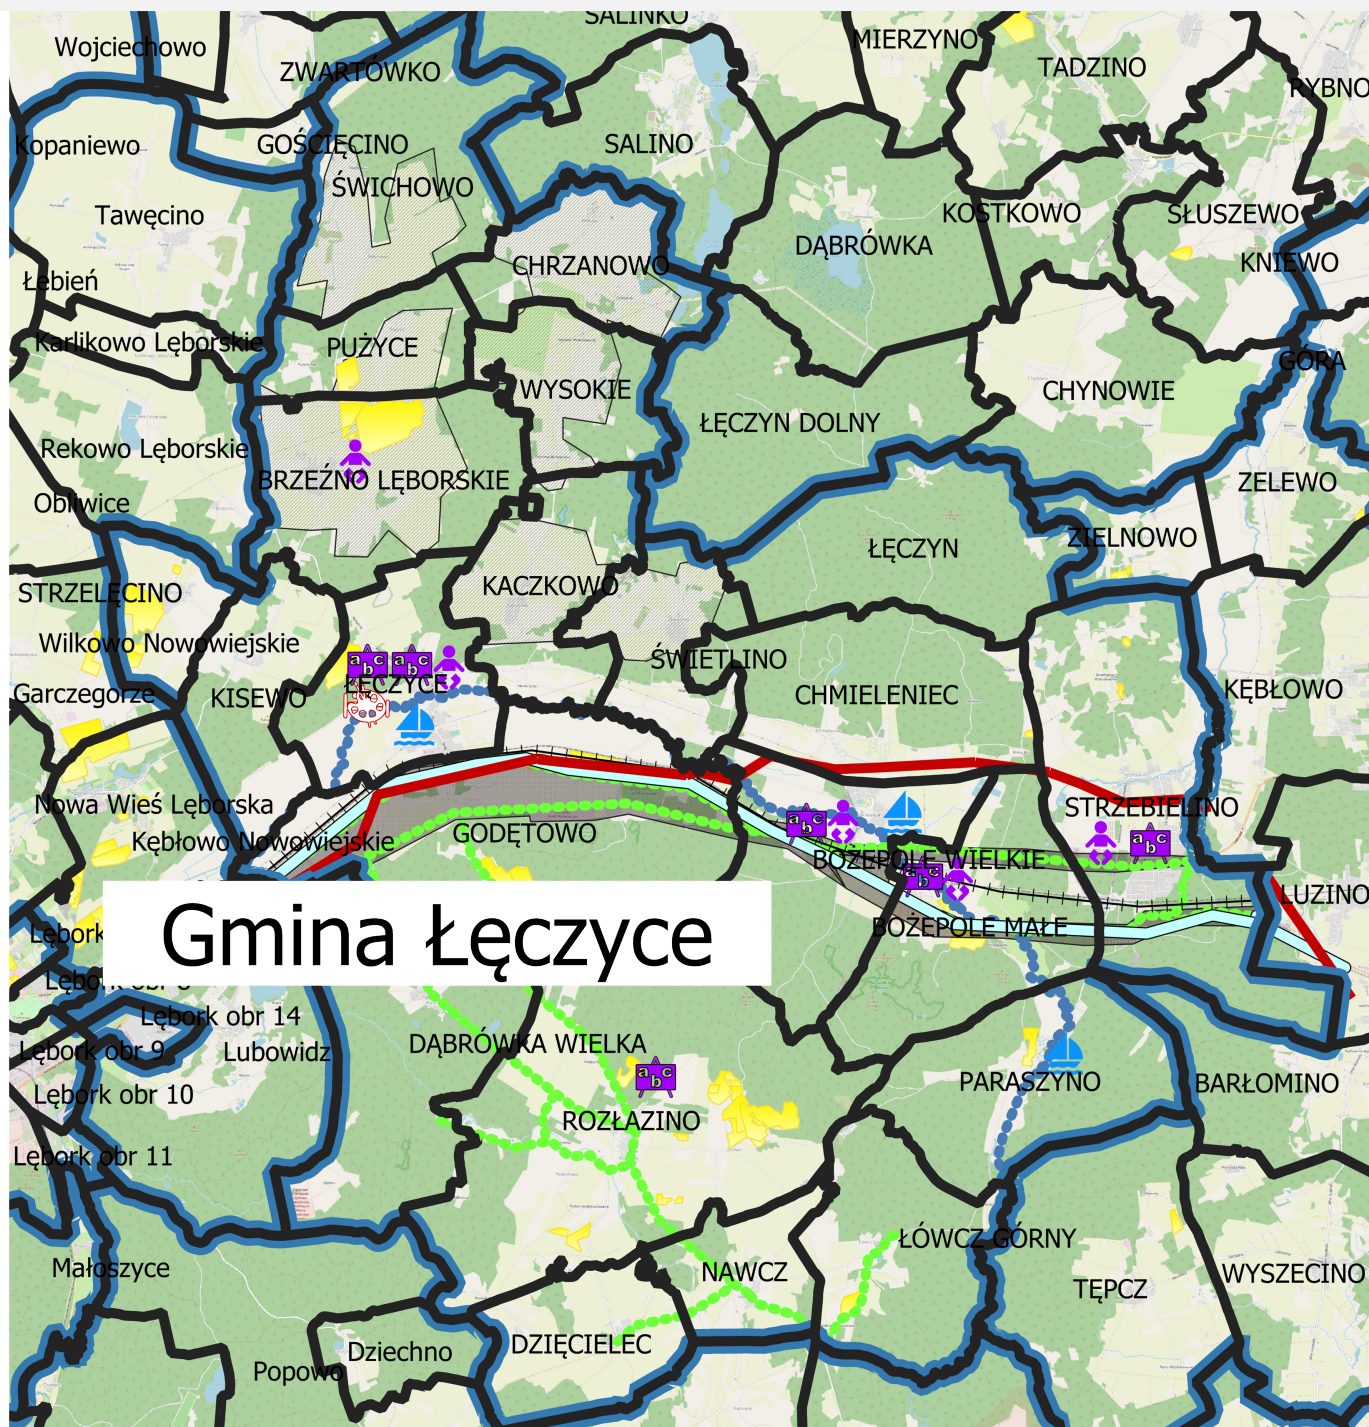 SALINKO
Wojciechowo
MIERZYNO
ZWARTÓWKO
TADZINO
RYBNO
Kopaniewo
GOŚCIĘCINO
SALINO
ŚWICHOWO
Tawęcino
KOSTKOWO
SŁUSZEWO
DĄBRÓWKA
CHRZANOWO
KNIEWO
Łebień
Karlikowo Lęborskie
PUŻYCE
GÓRA
WYSOKIE
CHYNOWIE
ŁĘCZYN DOLNY
Rekowo Lęborskie
BRZEŹNO LĘBORSKIE
ZELEWO
Obliwice
ZIELNOWO
ŁĘCZYN
STRZELĘCINO
KACZKOWO
Wilkowo Nowowiejskie
ŚWIETLINO
a b c
a b c
ŁĘCZYCE
Garczegorze
KISEWO
CHMIELENIEC
KĘBŁOWO
Nowa Wieś Lęborska
STRZEBIELINO
a b c
GODĘTOWO
Kębłowo Nowowiejskie
a b c
BOŻEPOLE WIELKIE
a b c
LUZINO
BOŻEPOLE MAŁE
Gmina Łęczyce
Lębork
Lębork obr
Lębork obr 14
DĄBRÓWKA WIELKA
Lębork obr 9
Lubowidz
a b c
PARASZYNO
BARŁOMINO
Lębork obr 10
ROZŁAZINO
Lębork obr 11
ŁÓWCZ GÓRNY
Małoszyce
NAWCZ
WYSZECINO
TĘPCZ
DZIĘCIELEC
Dziechno
Popowo